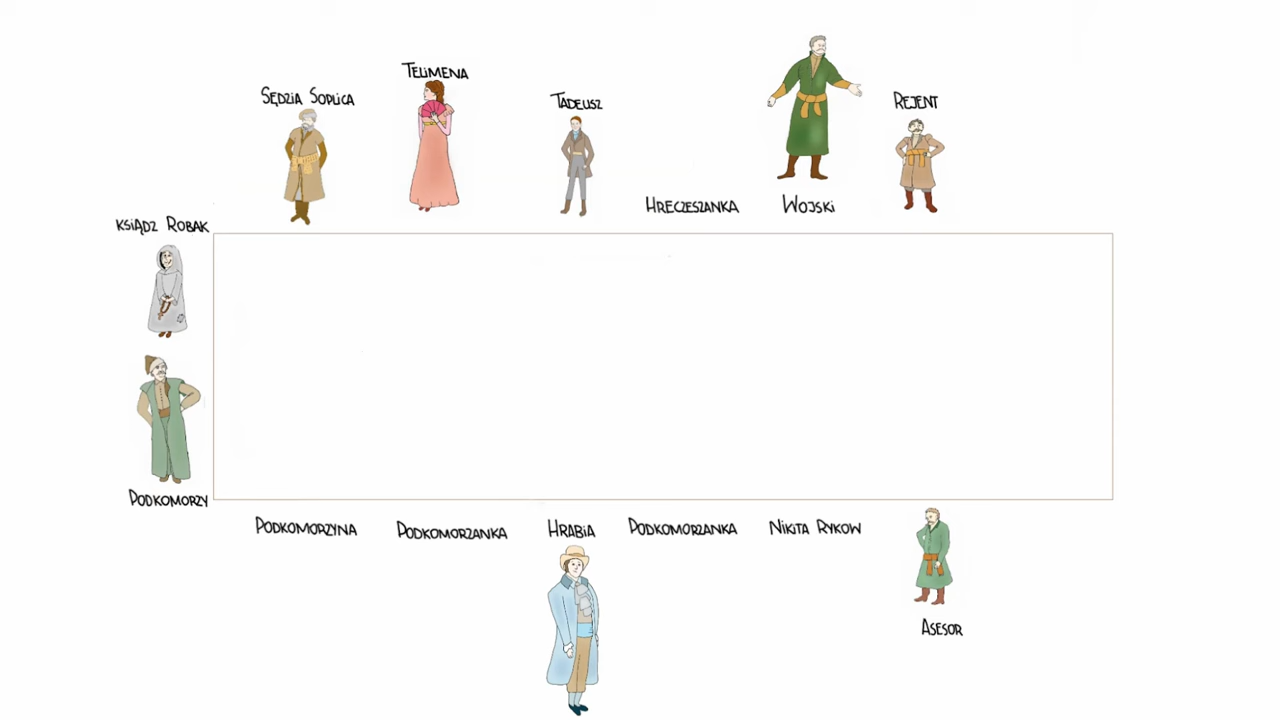 Telimena
Sędzia Soplica
Tadeusz
Rejent
Hreczeszanka
Wojski
Ksiądz Robak
Podkomorzy
Podkomorzyna
Podkomorzanka
Hrabia
Podkomorzanka
Nikita Rykow
Asesor